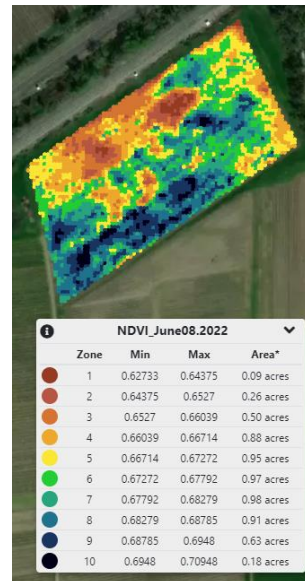 NDVI_June08.2022
Zone Min Max Area*
1 0.62733 0.64375 0.09 acres
2 0.64375 0.6527 0.26 acres
3 0.6527 0.66039 0.50 acres
4 0.66039 0.66714 0.88 acres
5 0.66714 0.67272 0.95 acres
6 0.67272 0.67792 0.97 acres
7 0.67792 0.68279 0.98 acres
8 0.68279 0.68785 0.91 acres
9 0.68785 0.6948 0.63 acres
10 0.6948 0.70948 0.18 acres